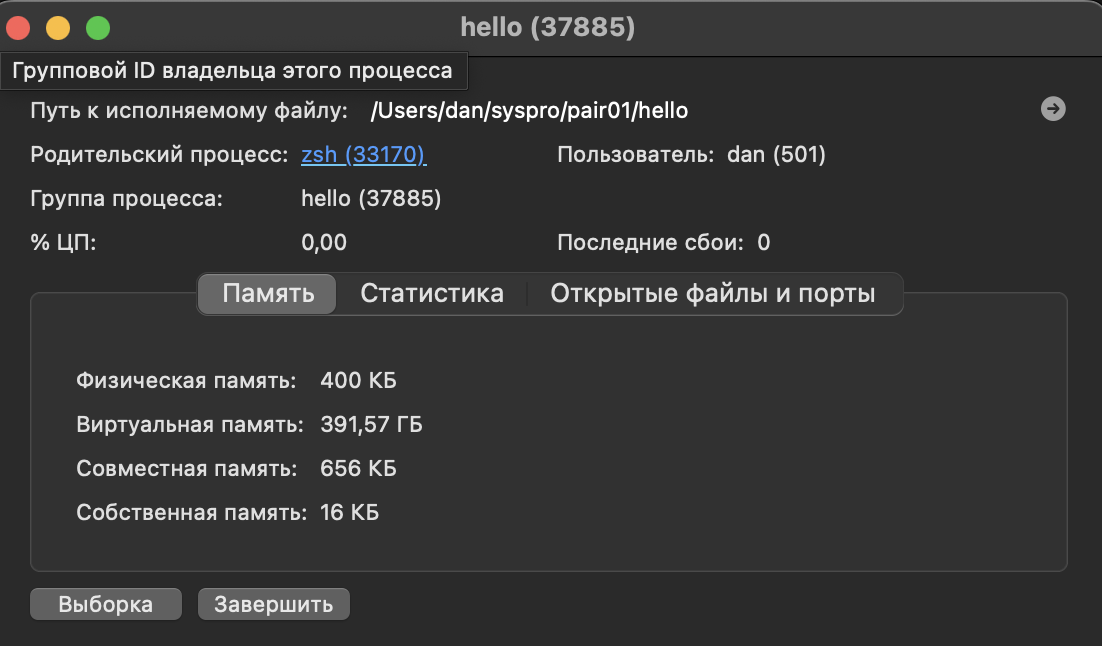 hello (37885)
Групповой ID владельца этого процесса
Путь к исполняемому файлу: /Users/dan/syspro/pair01/hello
Родительский процесс: zsh (33170) Пользователь: dan (501)
Группа процесса: hello (37885)
% ЦП: 0,00 Последние сбои: 0
Память Статистика Открытые файлы и порты
Физическая память: 400 КБ
Виртуальная память: 391,57 ГБ
Совместная память: 656 КБ
Собственная память: 16 КБ
Выборка Завершить